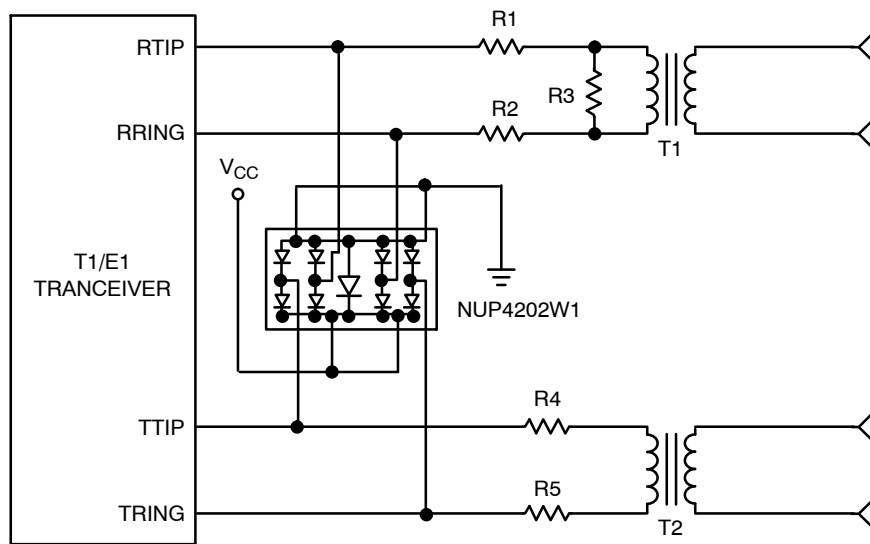 R1
RTIP
R3
R2
RRING
T1
VCC
T1/E1
TRANCEIVER
NUP4202W1
R4
TTIP
R5
TRING
T2